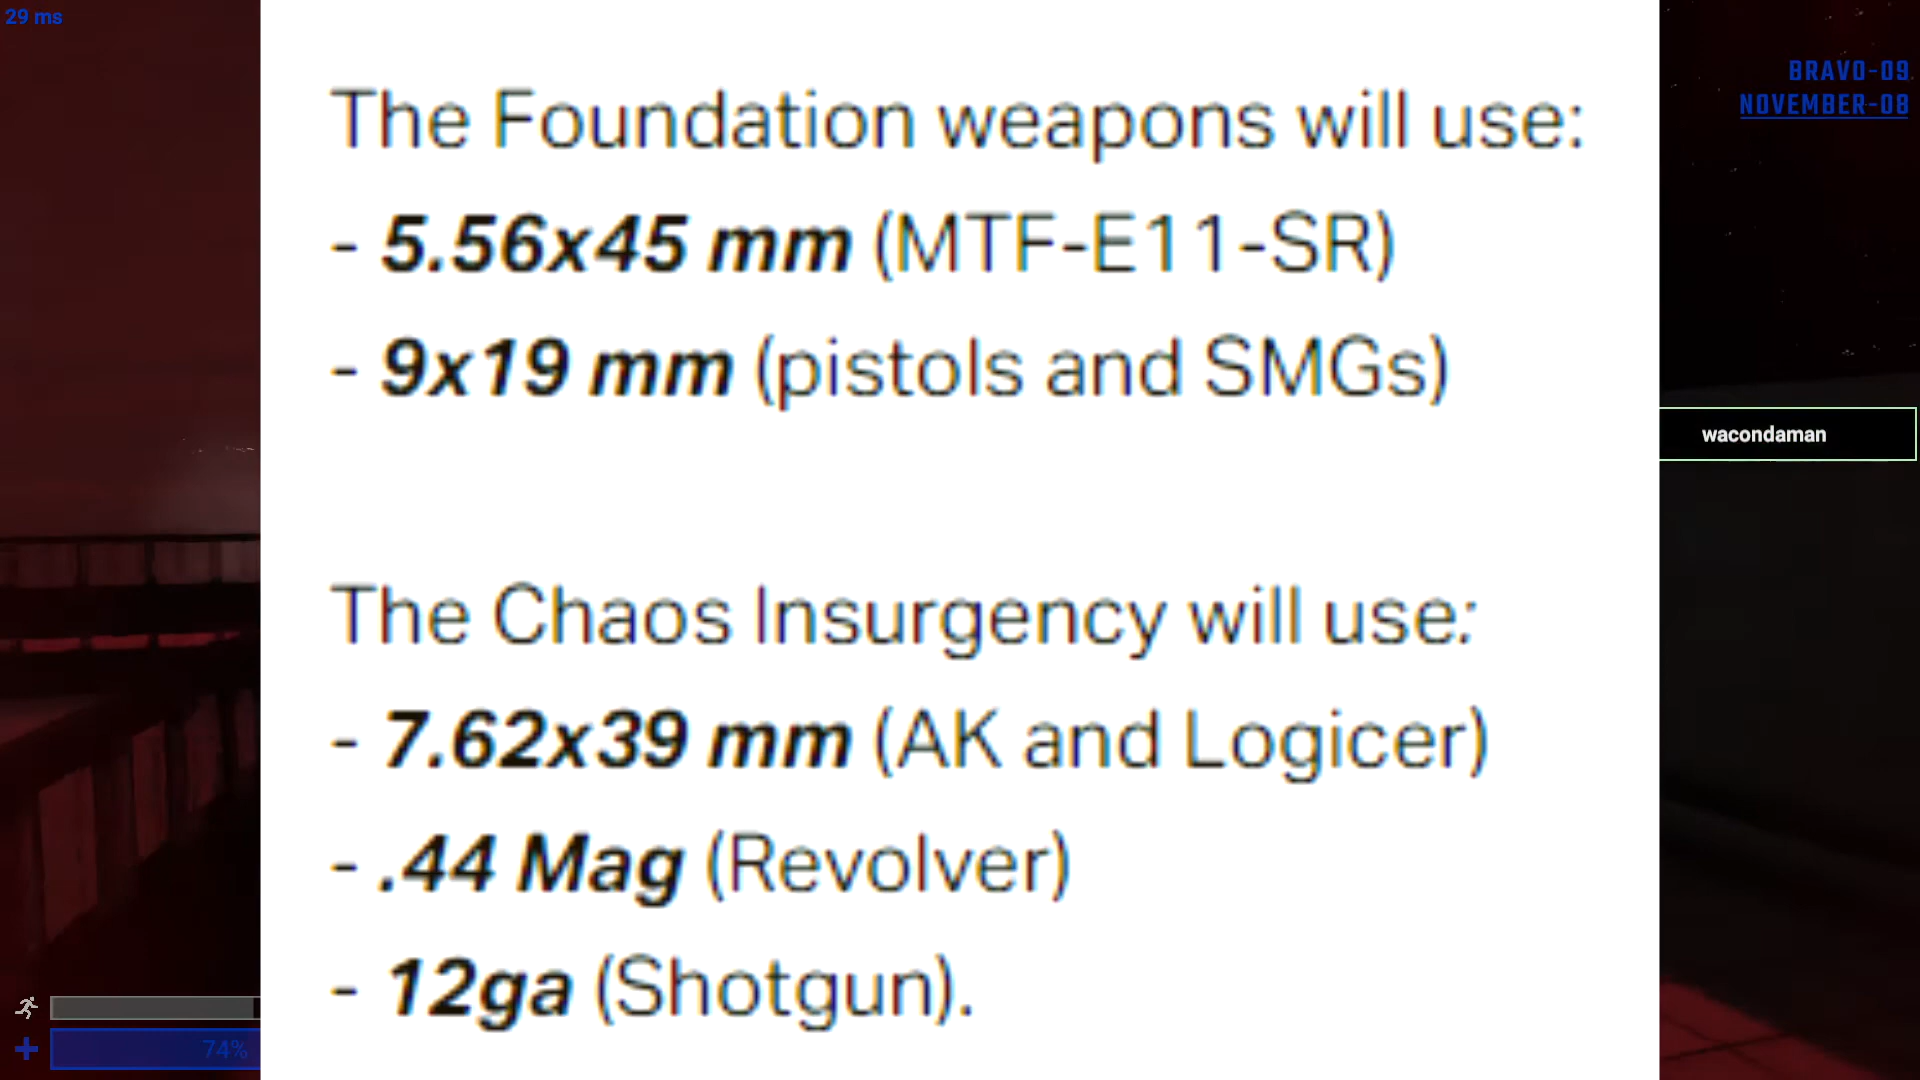 29 ms
BRAVO-09
NOVEMBER-08
The Foundation weapons will use:
- 5.56x45 mm (MTF-E11-SR)
- 9x19 mm (pistols and SMGs)
wacondaman
The Chaos Insurgency will use:
- 7.62x39 mm (AK and Logicer)
- .44 Mag (Revolver)
- 12ga (Shotgun).
74%